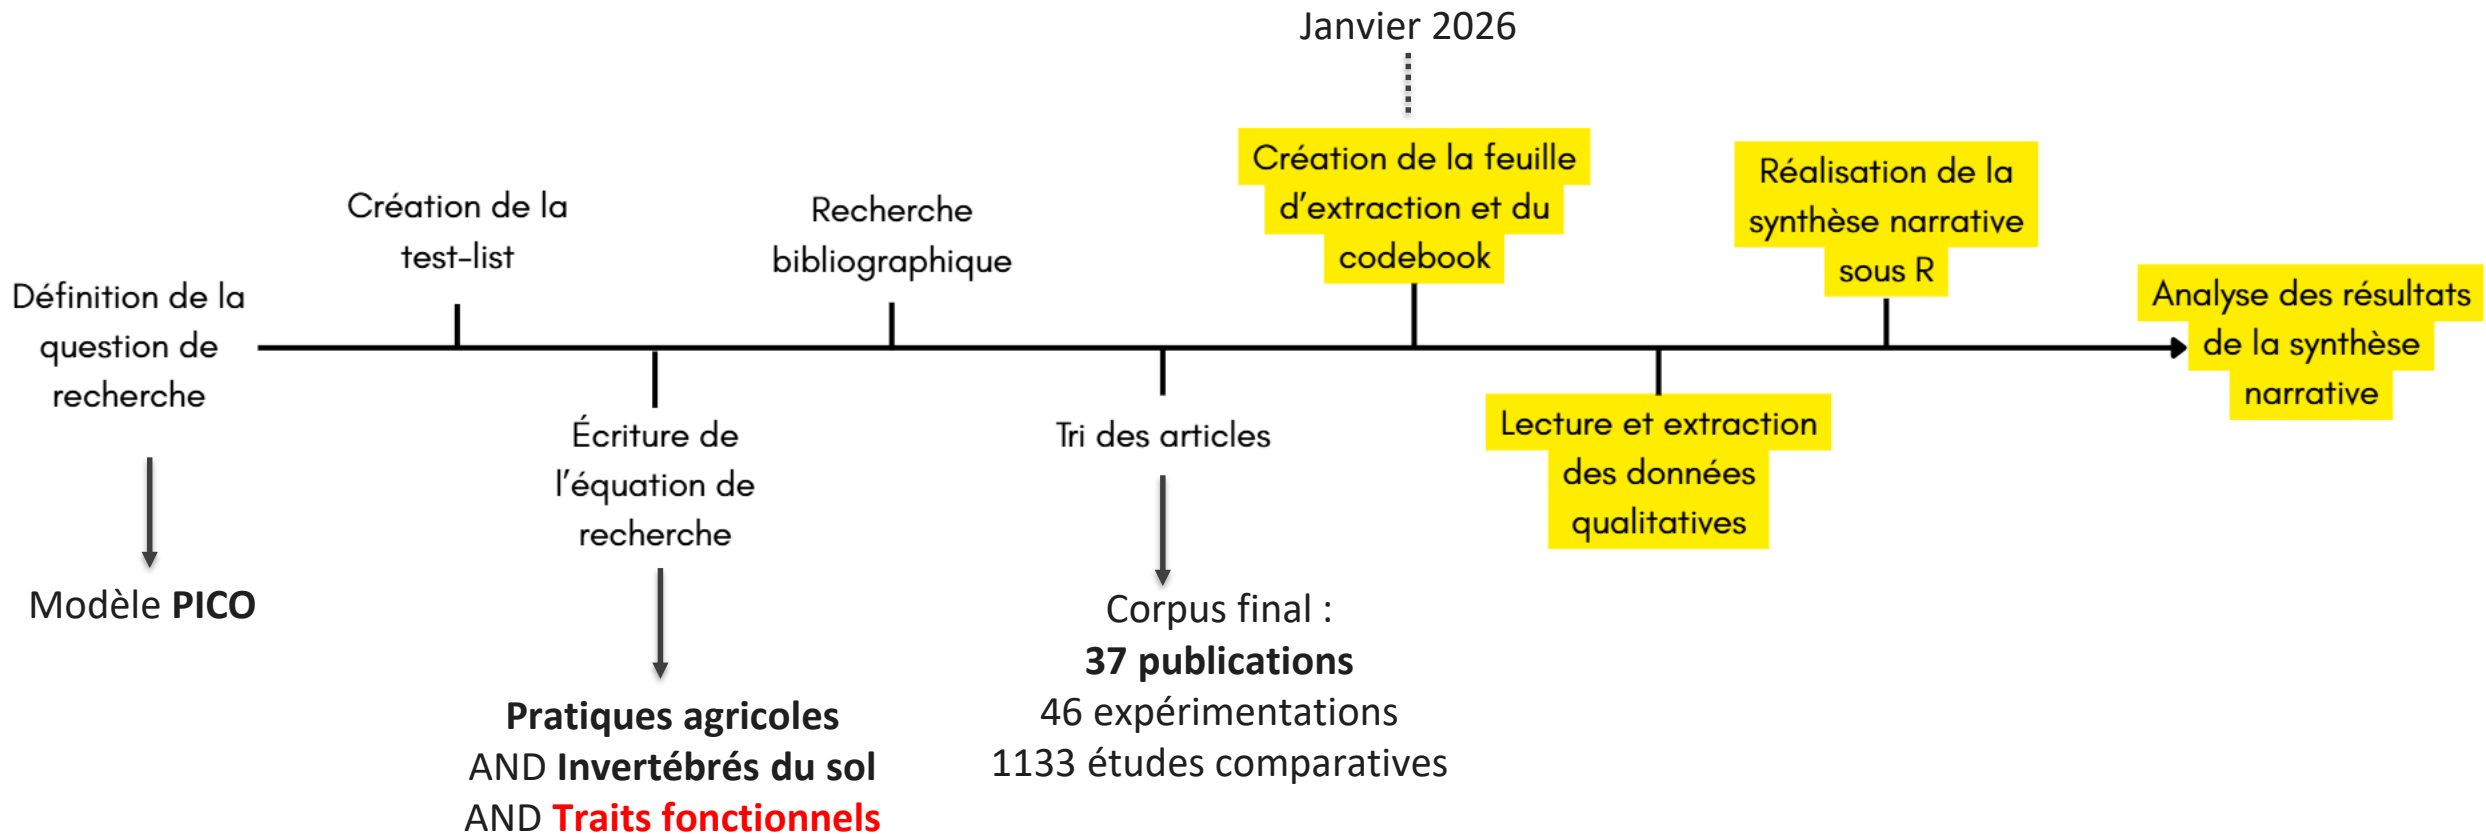 Janvier 2026
Définition de la
question de
recherche
Modèle PICO
Création de la
test-list
Écriture de
l'équation de
recherche
Pratiques agricoles
AND Invertébrés du sol
AND Traits fonctionnels
Recherche
bibliographique
Tri des articles
Corpus final :
37 publications
46 expérimentations
1133 études comparatives
Création de la feuille
d'extraction et du
codebook
Lecture et extraction
des données
qualitatives
Réalisation de la
synthèse narrative
sous R
Analyse des résultats
de la synthèse
narrative